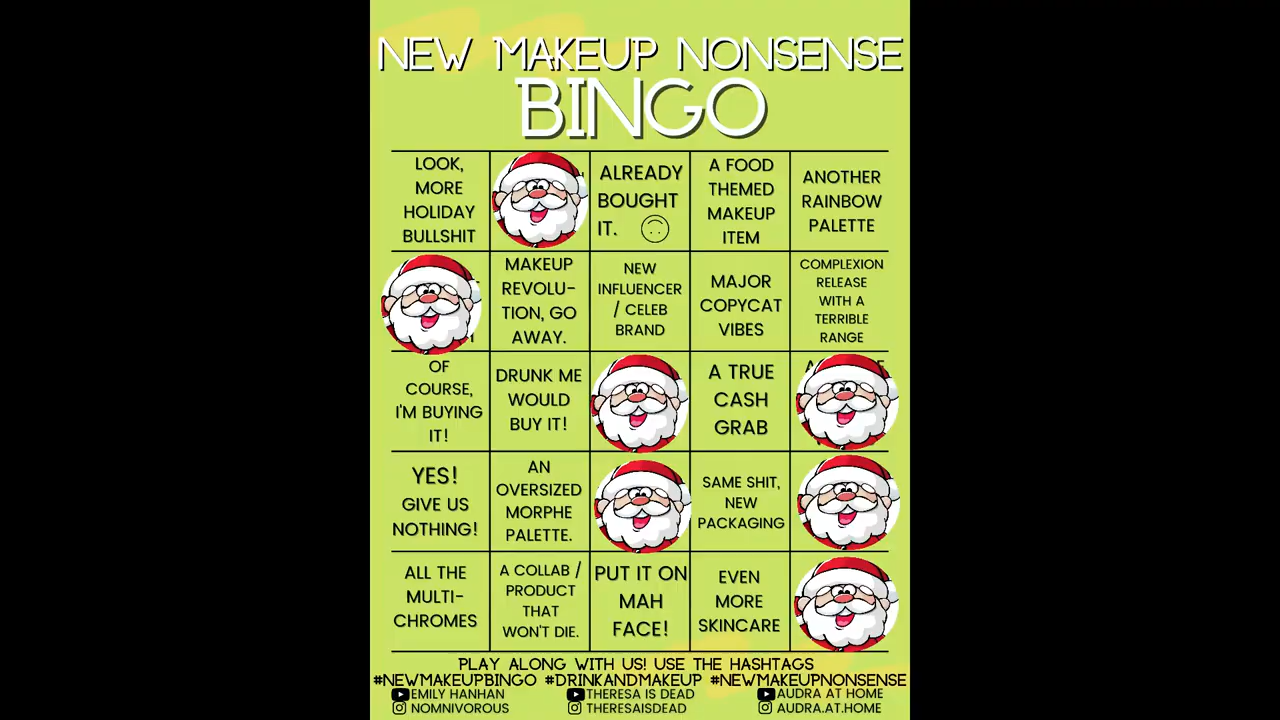 NEW MAKEUP NONSENSE
BINGO
LOOK,
MORE
HOLIDAY
BULLSHIT
ALREADY
BOUGHT
IT.
A FOOD
THEMED
MAKEUP
ITEM
ANOTHER
RAINBOW
PALETTE
MAKEUP
REVOLU-
TION, GO
AWAY.
NEW
INFLUENCER
/ CELEB
BRAND
MAJOR
COPYCAT
VIBES
COMPLEXION
RELEASE
WITH A
TERRIBLE
RANGE
OF
COURSE,
I'M BUYING
IT!
DRUNK ME
WOULD
BUY IT!
A TRUE
CASH
GRAB
YES!
GIVE US
NOTHING!
AN
OVERSIZED
MORPHE
PALETTE.
SAME SHIT,
NEW
PACKAGING
ALL THE
MULTI-
CHROMES
A COLLAB /
PRODUCT
THAT
WON'T DIE.
PUT IT ON
MAH
FACE!
EVEN
MORE
SKINCARE
PLAY ALONG WITH US! USE THE HASHTAGS
#NEWMAKEUPBINGO #DRINKANDMAKEUP #NEWMAKEUPNONSENSE
EMILY HANHAN
NOMNIVOROUS
THERESA IS DEAD
THERESAISDEAD
AUDRA AT HOME
AUDRA.AT.HOME